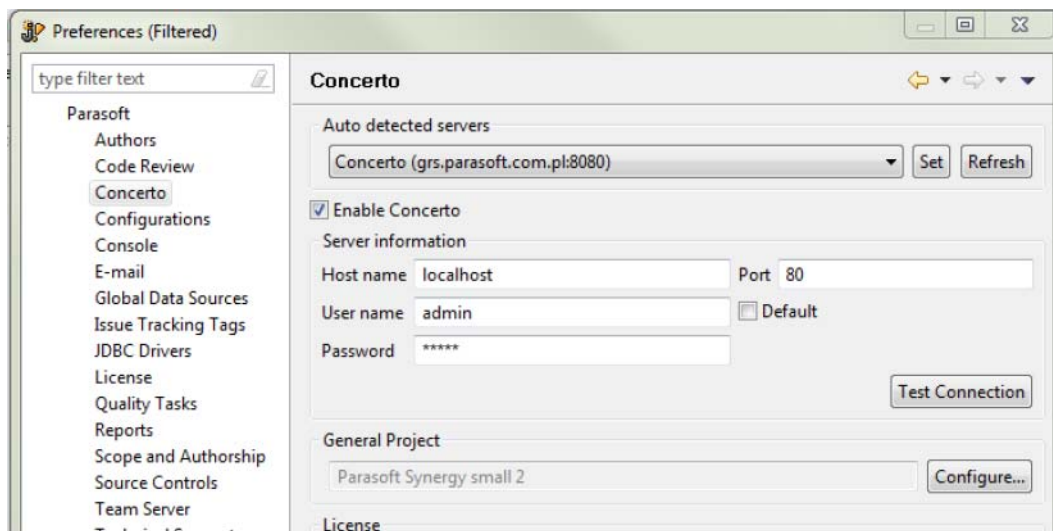 Preferences (Filtered)
type filter text
Parasoft
Authors
Code Review
Concerto
Configurations
Console
E-mail
Global Data Sources
Issue Tracking Tags
JDBC Drivers
License
Quality Tasks
Reports
Scope and Authorship
Source Controls
Team Server
Concerto
Auto detected servers
Concerto (grs.parasoft.com.pl:8080) Set Refresh
Enable Concerto
Server information
Host name localhost Port 80
User name admin Default
Password *****
Test Connection
General Project
Parasoft Synergy small 2 Configure...
License